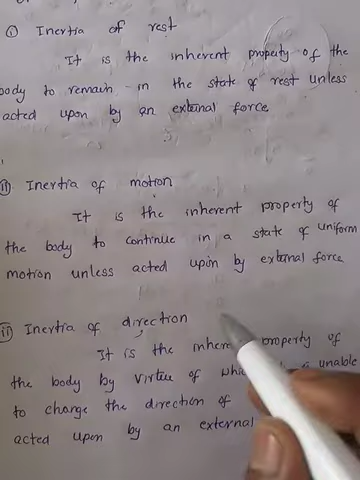 i) Inertia of rest
It is the inherent property of the
body to remain in the state of rest unless
acted upon by an external force
ii) Inertia of motion
It is the inherent property of
the body to continue in a state of uniform
motion unless acted upon by external force
ii) Inertia of direction
It is the property of
the body by virtue of unable
to change the direction of
acted upon by an external